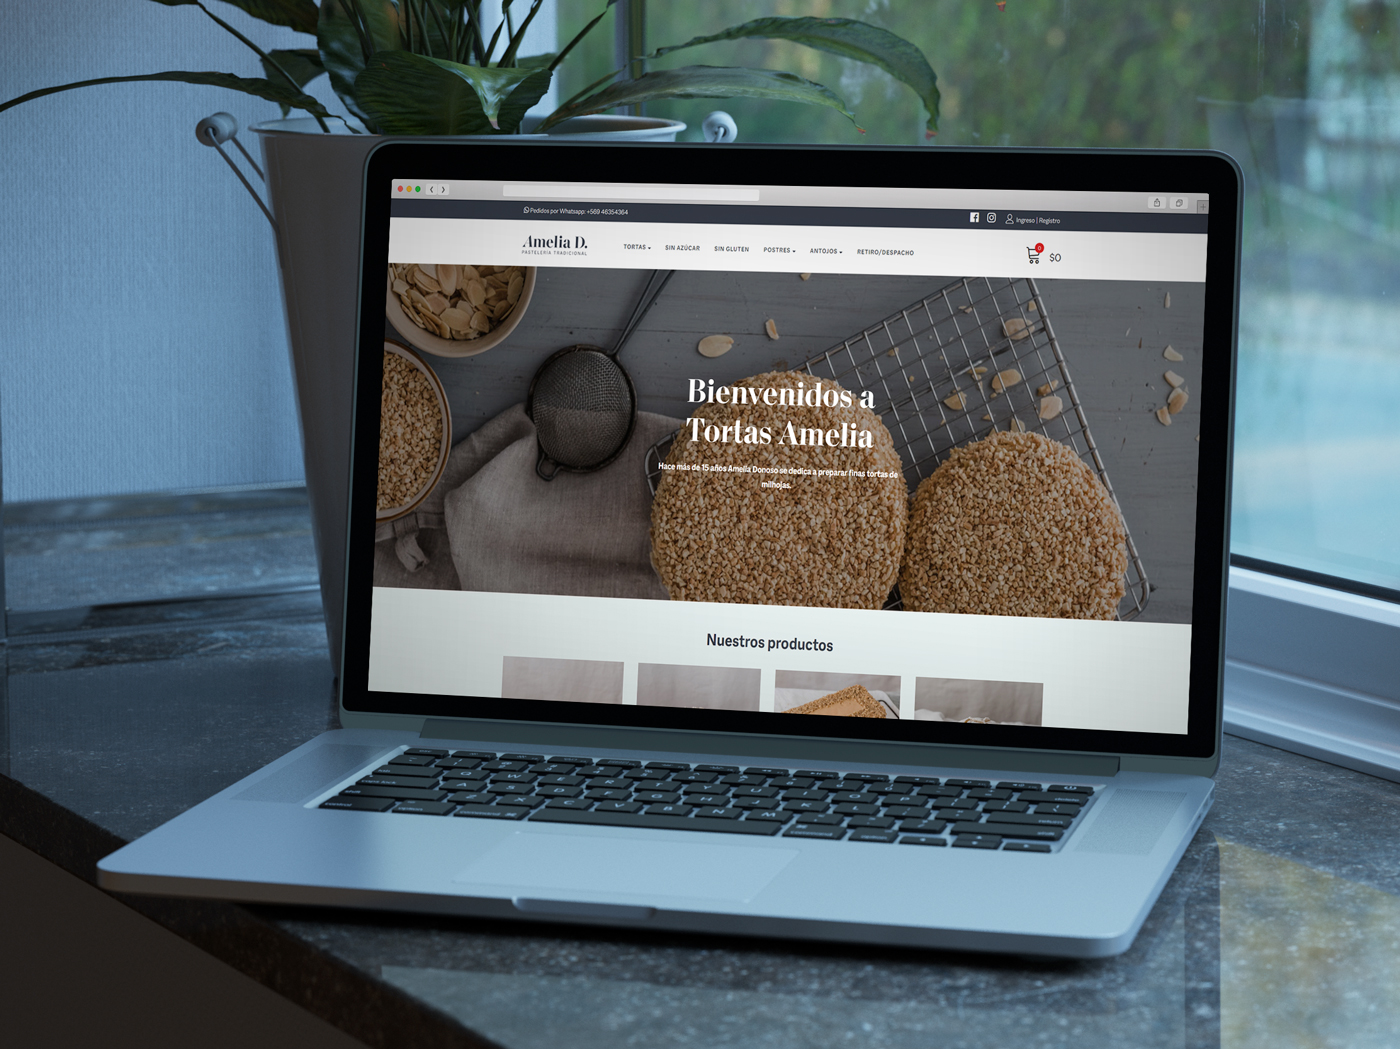 Pedidos por Whatsapp: +569 46354364
Ingreso | Registro
Amelia D.
PASTELERÍA TRADICIONAL
TORTAS
SIN AZÚCAR
SIN GLUTEN
POSTRES
ANTOJOS
RETIRO/DESPACHO
0
$0
Bienvenidos a
Tortas Amelia
Hace más de 15 años Amelia Donoso se dedica a preparar finas tortas de
milhojas.
Nuestros productos